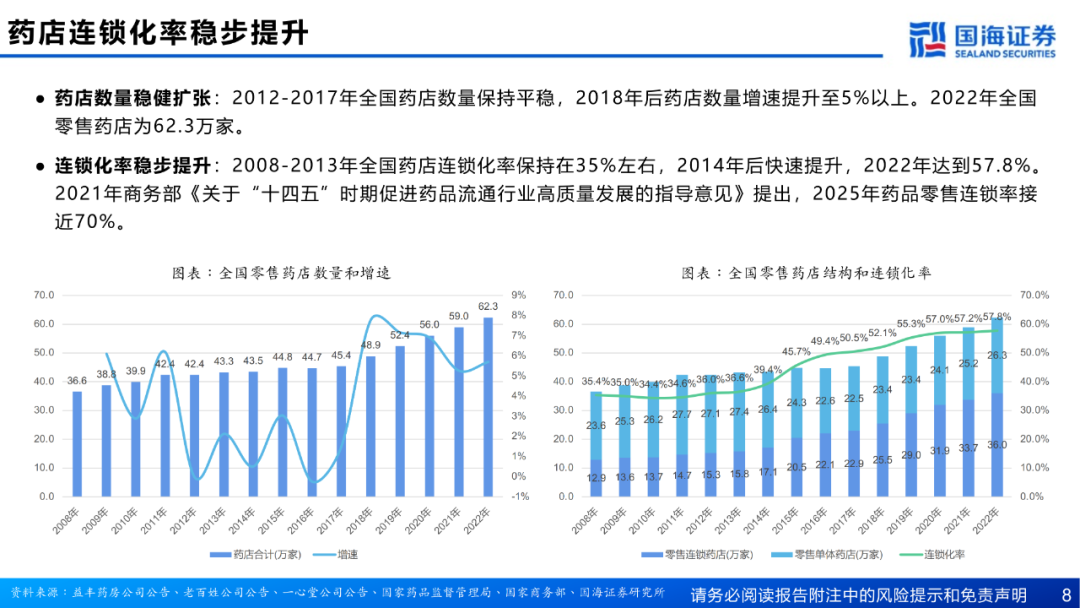 药店连锁化率稳步提升
国海证券
SEALAND SECURITIES
● 药店数量稳健扩张：2012-2017年全国药店数量保持平稳，2018年后药店数量增速提升至5%以上。2022年全国
零售药店为62.3万家。
● 连锁化率稳步提升：2008-2013年全国药店连锁化率保持在35%左右，2014年后快速提升，2022年达到57.8%。
2021年商务部《关于“十四五”时期促进药品流通行业高质量发展的指导意见》提出，2025年药品零售连锁率接
近70%。
图表：全国零售药店数量和增速
70.0
60.0
50.0
40.0
30.0
20.0
10.0
0.0
9%
8%
7%
6%
5%
4%
3%
2%
1%
0%
-1%
36.6 38.8 39.9 42.4 42.4 43.3 43.5 44.8 44.7 45.4 48.9 52.4 56.0 59.0 62.3
2008年 2009年 2010年 2011年 2012年 2013年 2014年 2015年 2016年 2017年 2018年 2019年 2020年 2021年 2022年
药店合计(万家) 增速
图表：全国零售药店结构和连锁化率
70.0
60.0
50.0
40.0
30.0
20.0
10.0
0.0
70.0%
60.0%
50.0%
40.0%
30.0%
20.0%
10.0%
0.0%
35.4% 35.0% 34.4% 34.6% 36.0% 36.6% 39.4% 45.7% 49.4% 50.5% 52.1% 55.3% 57.0% 57.2% 57.8%
23.6 25.3 26.2 27.7 27.1 27.4 26.4 24.3 22.6 22.5 23.4 23.4 24.1 25.2 26.3
12.9 13.6 13.7 14.7 15.3 15.8 17.1 20.5 22.1 22.9 25.5 29.0 31.9 33.7 36.0
2008年 2009年 2010年 2011年 2012年 2013年 2014年 2015年 2016年 2017年 2018年 2019年 2020年 2021年 2022年
零售连锁药店(万家) 零售单体药店(万家) 连锁化率
资料来源：益丰药房公司公告、老百姓公司公告、一心堂公司公告、国家药品监督管理局、国家商务部、国海证券研究所
请务必阅读报告附注中的风险提示和免责声明
8